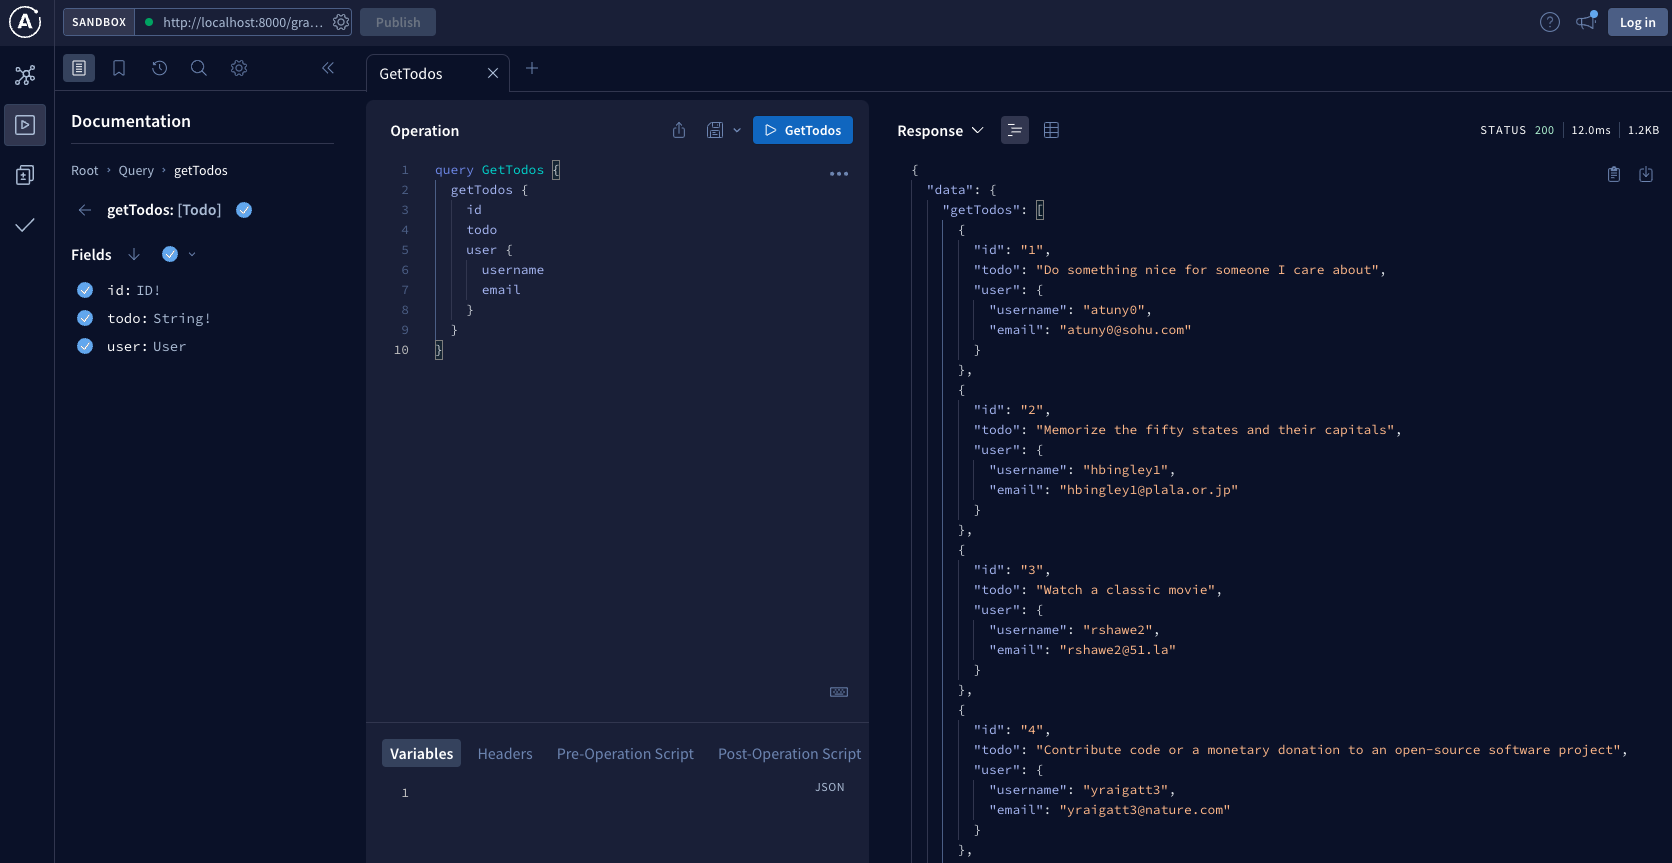 SANDBOX
http://localhost:8000/gra...
Publish
Log in
GetTodos
Documentation
Root › Query › getTodos
getTodos: [Todo]
Fields
id: ID!
todo: String!
user: User
Operation
GetTodos
1 query GetTodos {
2 getTodos {
3 id
4 todo
5 user {
6 username
7 email
8 }
9 }
10 }
Variables Headers Pre-Operation Script Post-Operation Script
JSON
1
Response
STATUS 200 12.0ms 1.2KB
{
"data": {
"getTodos": [
{
"id": "1",
"todo": "Do something nice for someone I care about",
"user": {
"username": "atuny0",
"email": "atuny0@sohu.com"
}
},
{
"id": "2",
"todo": "Memorize the fifty states and their capitals",
"user": {
"username": "hbingley1",
"email": "hbingley1@plala.or.jp"
}
},
{
"id": "3",
"todo": "Watch a classic movie",
"user": {
"username": "rshawe2",
"email": "rshawe2@51.la"
}
},
{
"id": "4",
"todo": "Contribute code or a monetary donation to an open-source software project",
"user": {
"username": "yraigatt3",
"email": "yraigatt3@nature.com"
}
},